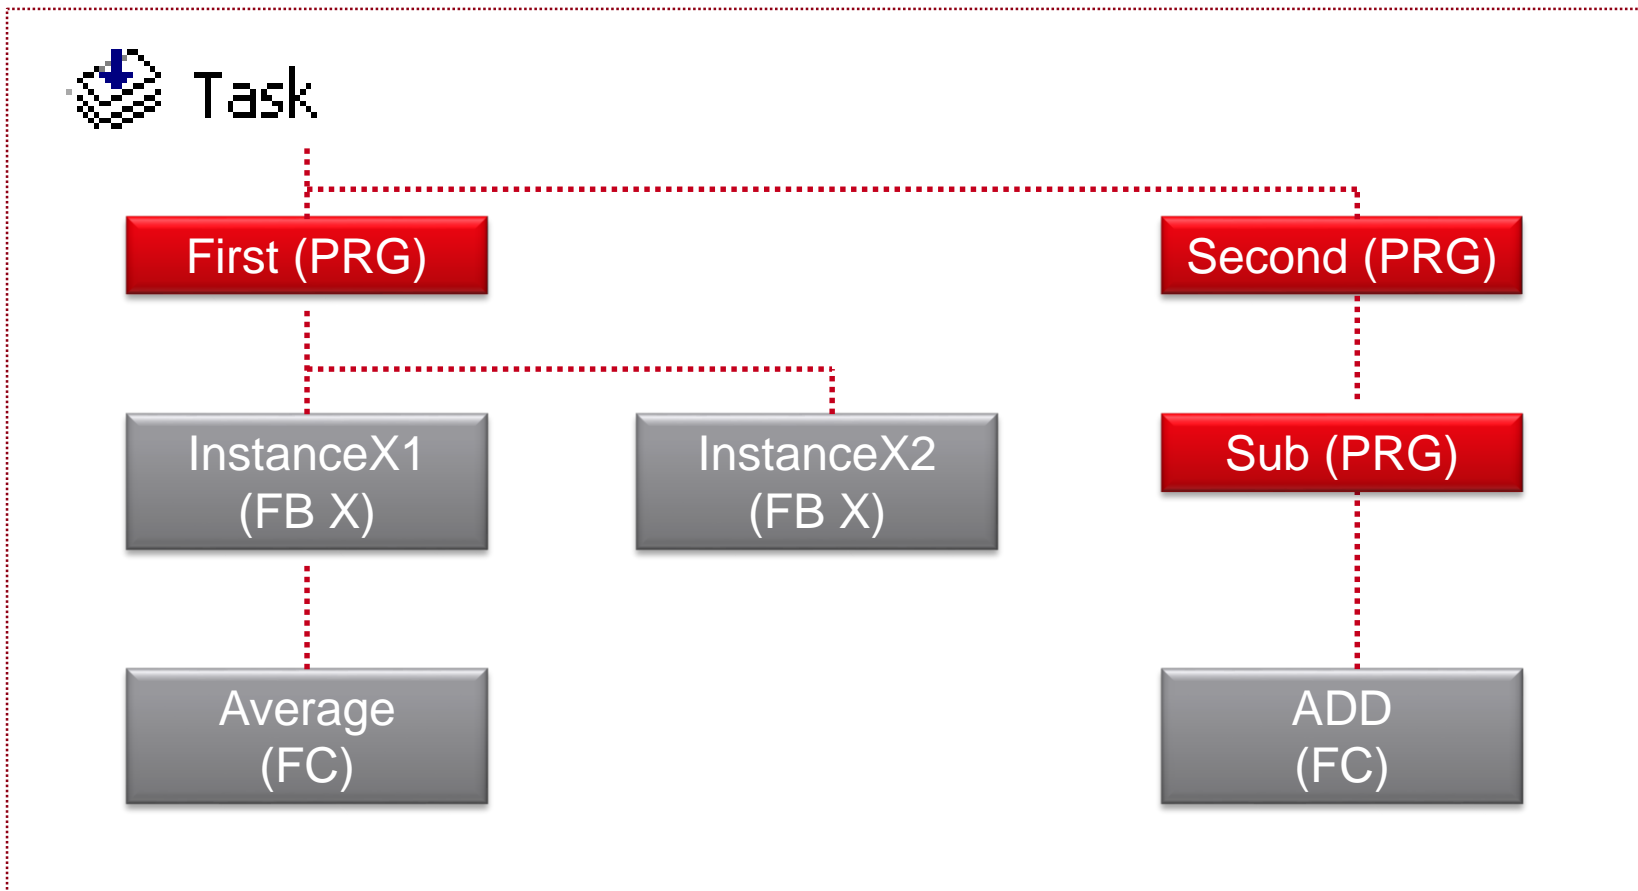 Task
First (PRG)
Second (PRG)
InstanceX1
(FB X)
InstanceX2
(FB X)
Sub (PRG)
Average
(FC)
ADD
(FC)